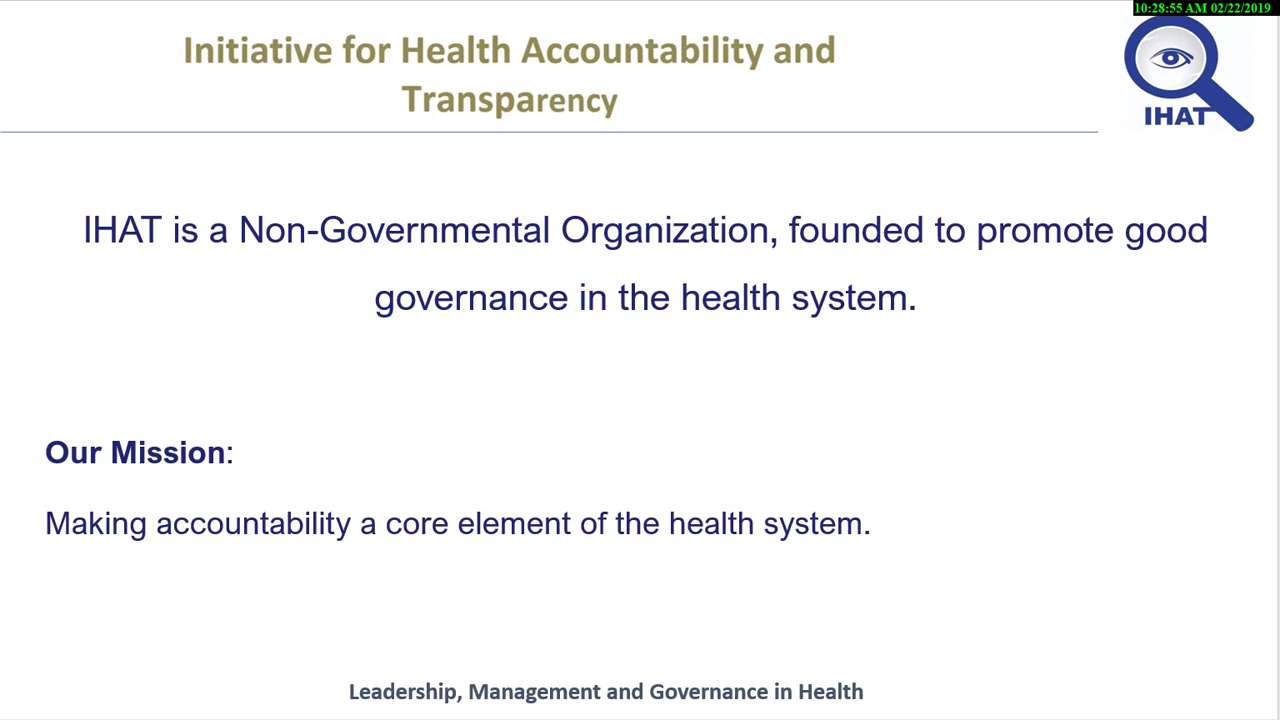 10:28:55 AM 02/22/2019
Initiative for Health Accountability and
Transparency
IHAT
IHAT is a Non-Governmental Organization, founded to promote good
governance in the health system.
Our Mission:
Making accountability a core element of the health system.
Leadership, Management and Governance in Health